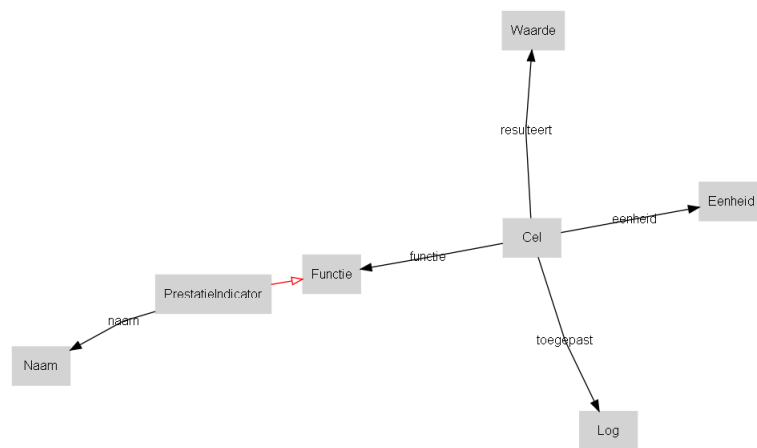 Waarde
resulteert
Eenheid
eenheid
Cel
functie
Functie
PrestatieIndicator
naam
toegepast
Naam
Log